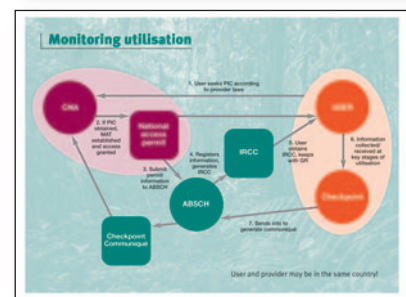 Monitoring utilisation
1. User seeks PIC according
to provider laws
CNA
USER
2. If PIC
obtained,
MAT
established and access
granted
National
access
permit
3. Submit
permit
information
to ABSCH
4. Registers
information,
generates
IRCC
IRCC
5. User
obtains
IRCC, keeps
with GR
6. Information
collected/
received at
key stages of
utilisation
ABSCH
Checkpoint
7. Sends info to
generate communiqué
Checkpoint
Communiqué
User and provider may be in the same country!